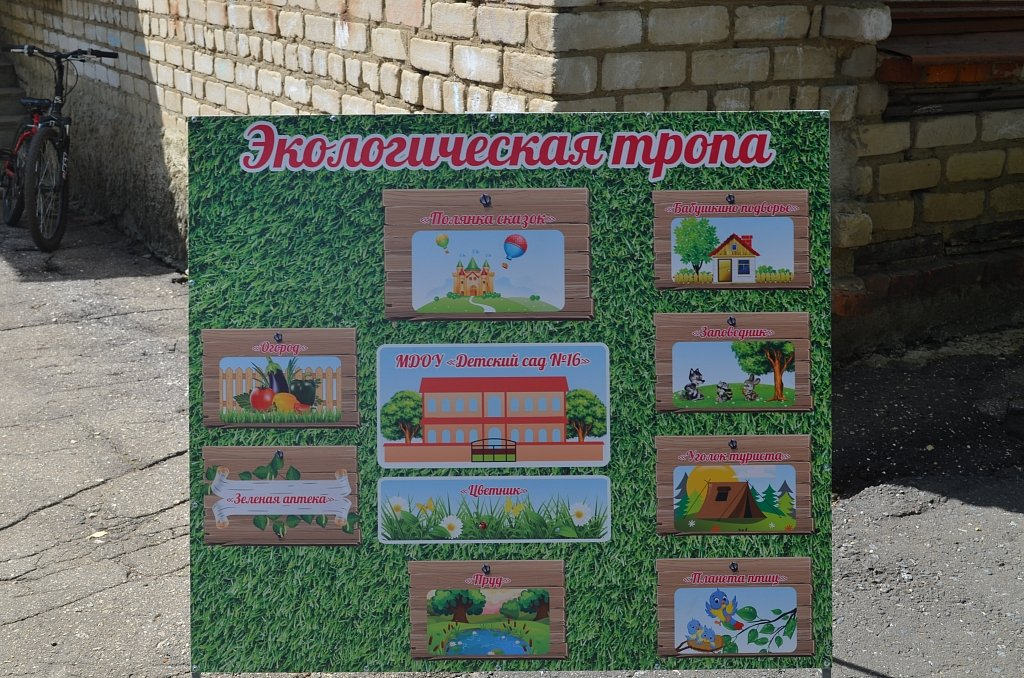 Экологическая тропа
«Полянка сказок»
«Бабушкино подворье»
«Огород»
МДОУ «Детский сад №16»
«Заповедник»
«Зеленая аптека»
«Цветник»
«Уголок туриста»
«Пруд»
«Планета птиц»